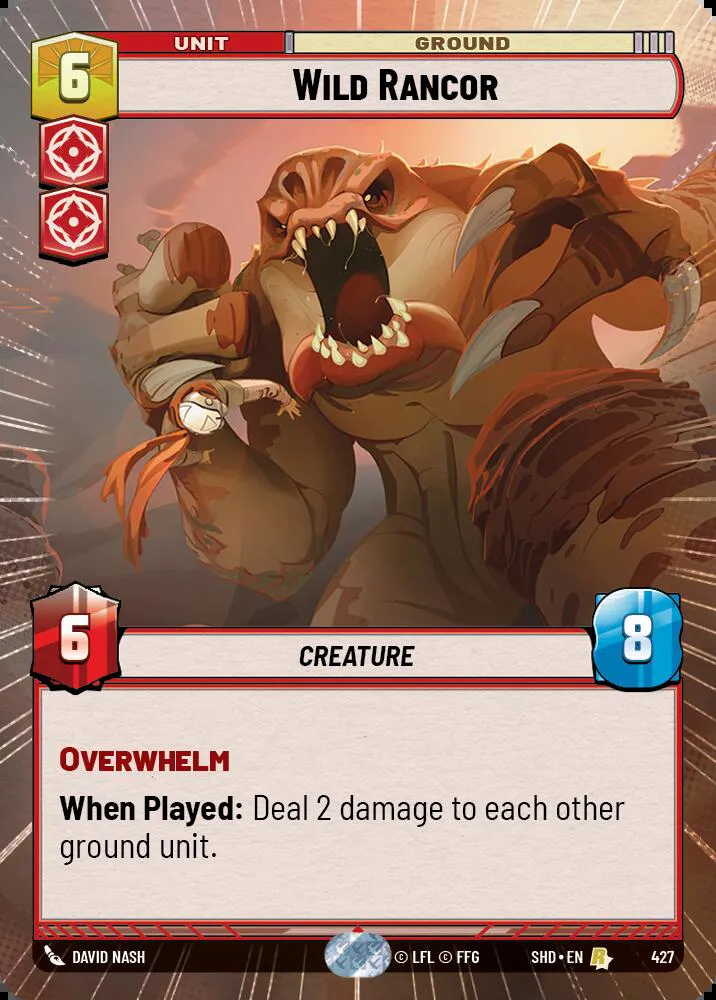 UNIT GROUND
6 WILD RANCOR
6 CREATURE 8
OVERWHELM
When Played: Deal 2 damage to each other
ground unit.
DAVID NASH © LFL © FFG SHD • EN R 427